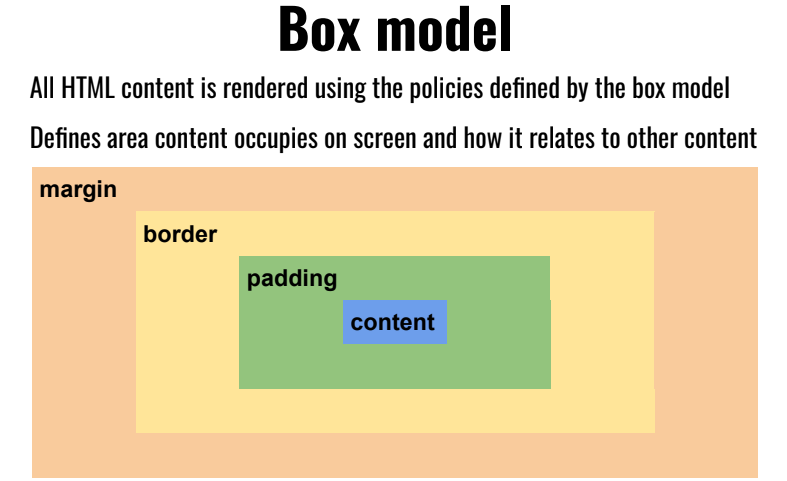 Box model
All HTML content is rendered using the policies defined by the box model
Defines area content occupies on screen and how it relates to other content
margin
border
padding
content